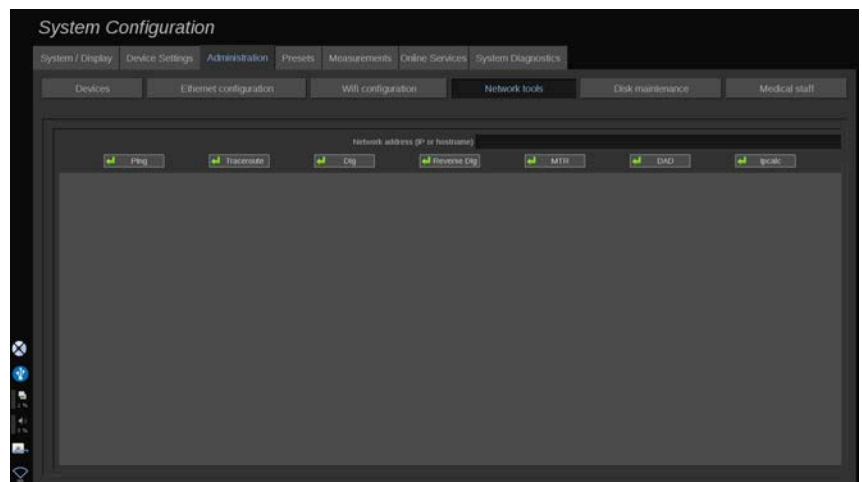 System Configuration
System / Display Device Settings Administration Presets Measurements Online Services System Diagnostics
Devices Ethernet configuration Wifi configuration Network tools Disk maintenance Medical staff
Network address (IP or hostname)
Ping Traceroute Dig Reverse Dig MTR DAD Ipcalc